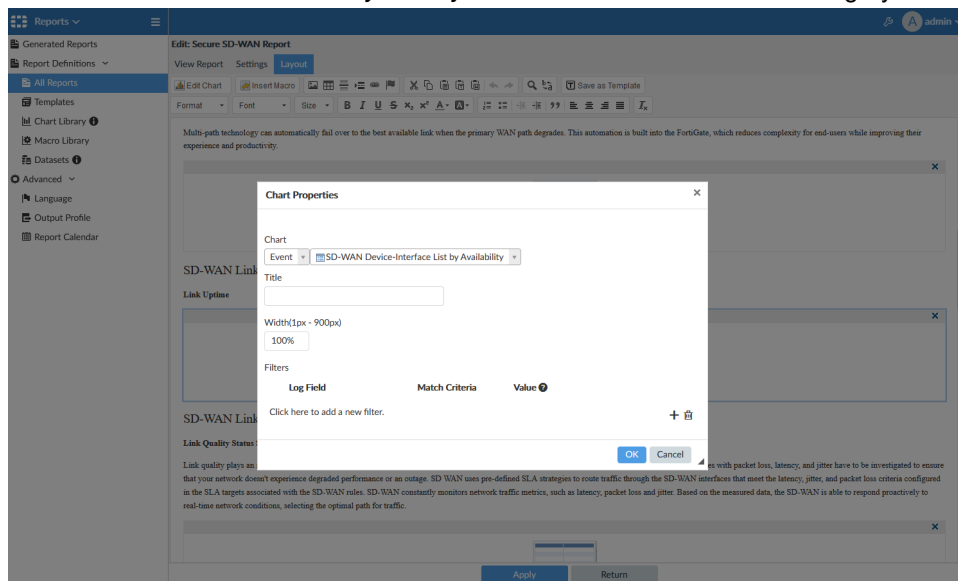 Reports
admin
A
Generated Reports
Report Definitions
All Reports
Templates
Chart Library
Macro Library
Datasets
Advanced
Language
Output Profile
Report Calendar
Edit: Secure SD-WAN Report
View Report Settings Layout
Edit Chart Insert Macro Save as Template
Format Font Size B I U S x₂ x² A A Ix
Multi-path technology can automatically fail over to the best available link when the primary WAN path degrades. This automation is built into the FortiGate, which reduces complexity for end-users while improving their
experience and productivity.
SD-WAN Link
Link Uptime
SD-WAN Link
Link Quality Status
Link quality plays an
es with packet loss, latency, and jitter have to be investigated to ensure
that your network doesn't experience degraded performance or an outage. SD WAN uses pre-defined SLA strategies to route traffic through the SD-WAN interfaces that meet the latency, jitter, and packet loss criteria configured
in the SLA targets associated with the SD-WAN rules. SD-WAN constantly monitors network traffic metrics, such as latency, packet loss and jitter. Based on the measured data, the SD-WAN is able to respond proactively to
real-time network conditions, selecting the optimal path for traffic.
Chart Properties
Chart
Event SD-WAN Device-Interface List by Availability
Title
Width(1px - 900px)
100%
Filters
Log Field Match Criteria Value
Click here to add a new filter.
OK Cancel
Apply Return